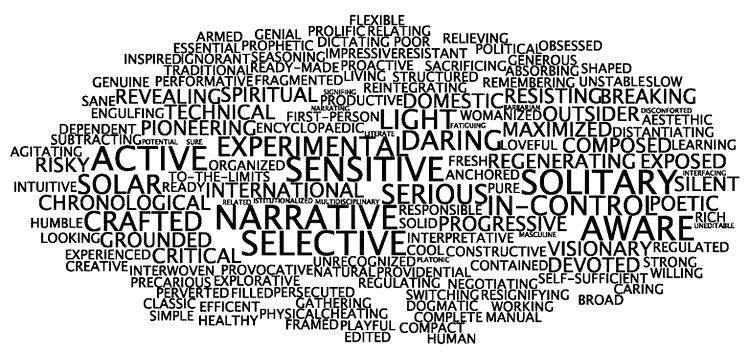 FLEXIBLE
ARMED GENIAL PROLIFIC RELATING
ESSENTIAL PROPHETIC DICTATING POOR RELIEVING
INSPIRED IGNORANT SEASONING IMPRESSIVE RESISTANT POLITICAL OBSESSED
TRADITIONAL READY-MADE PROACTIVE SACRIFICING GENEROUS
ABSORBING SHAPED
GENUINE PERFORMATIVE FRAGMENTED LIVING STRUCTURED REMEMBERING UNSTABLE SLOW
REINTEGRATING
SANE REVEALING SPIRITUAL SIGNIFING PRODUCTIVE DOMESTIC RESISTING BREAKING
ENGULFING TECHNICAL NARRATING FIRST-PERSON LIGHT WOMANIZED BARBARIAN OUTSIDER DISCONFORTED AESTHETIC
DEPENDENT PIONEERING ENCYCLOPAEDIC FATIGUING MAXIMIZED DISTANTIATING
SUBTRACTING POTENTIAL SURE EXPERIMENTAL LITERATE DARING LOVEFUL COMPOSED LEARNING
AGITATING ACTIVE
RISKY ORGANIZED SENSITIVE FRESH REGENERATING EXPOSED
TO-THE-LIMITS ANCHORED INTERFACING
INTUITIVE SOLAR READY INTERNATIONAL SERIOUS PURE SOLITARY SILENT
CHRONOLOGICAL RELATED ISTITUTIONALIZED MULTIDISCIPLINARY IN-CONTROL POETIC
HUMBLE CRAFTED NARRATIVE RESPONSIBLE SOLID PROGRESSIVE AWARE RICH
UNEDITABLE
LOOKING GROUNDED SELECTIVE INTERPRETATIVE MASCULINE
EXPERIENCED CRITICAL COOL CONSTRUCTIVE VISIONARY REGULATED
CREATIVE UNRECOGNIZED PLATONIC CONTAINED DEVOTED STRONG
INTERWOVEN PROVOCATIVE NATURAL PROVIDENTIAL WILLING
PRECARIOUS EXPLORATIVE REGULATING NEGOTIATING SELF-SUFFICIENT
PERVERTED FILLED PERSECUTED SWITCHING RESIGNIFYING CARING
CLASSIC EFFICENT GATHERING DOGMATIC WORKING BROAD
SIMPLE HEALTHY PHYSICAL CHEATING COMPLETE MANUAL
FRAMED PLAYFUL COMPACT
EDITED HUMAN